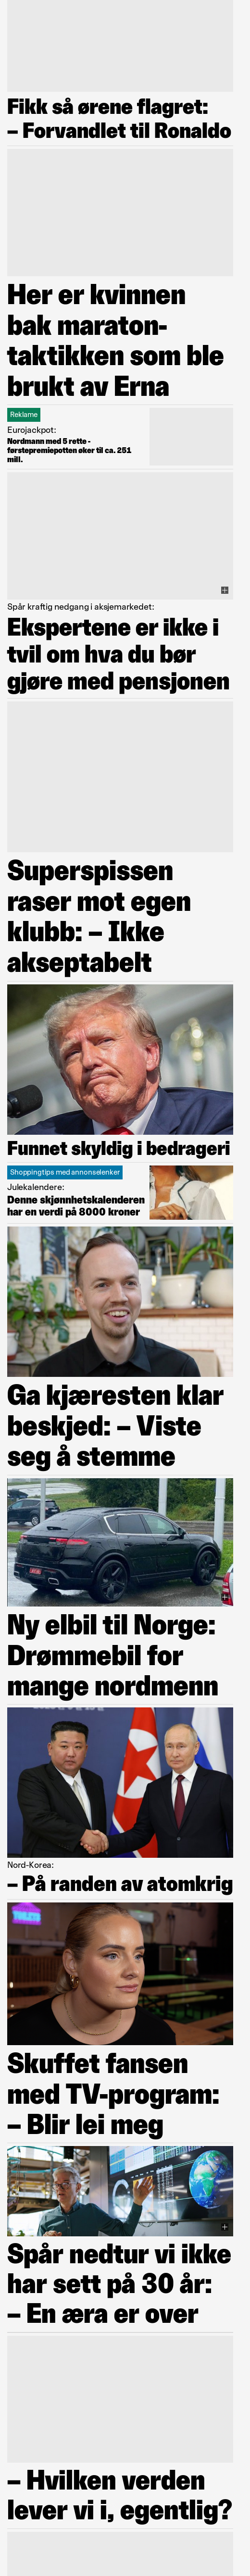 Fikk så ørene flagret:
– Forvandlet til Ronaldo
Her er kvinnen
bak maraton-
taktikken som ble
brukt av Erna
Reklame
Eurojackpot:
Nordmann med 5 rette -
førstepremiepotten øker til ca. 251
mill.
Spår kraftig nedgang i aksjemarkedet:
Ekspertene er ikke i
tvil om hva du bør
gjøre med pensjonen
Superspissen
raser mot egen
klubb: – Ikke
akseptabelt
Funnet skyldig i bedrageri
Shoppingtips med annonselenker
Julekalendere:
Denne skjønnhetskalenderen
har en verdi på 8000 kroner
Ga kjæresten klar
beskjed: – Viste
seg å stemme
Ny elbil til Norge:
Drømmebil for
mange nordmenn
Nord-Korea:
– På randen av atomkrig
Skuffet fansen
med TV-program:
– Blir lei meg
Spår nedtur vi ikke
har sett på 30 år:
– En æra er over
– Hvilken verden
lever vi i, egentlig?